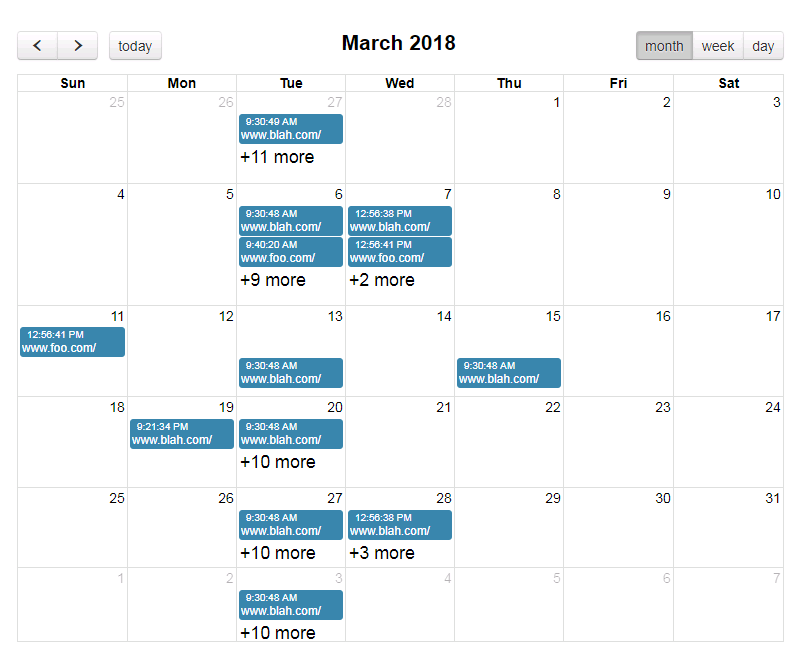 today
March 2018
month week day
Sun Mon Tue Wed Thu Fri Sat
25 26 27 28 1 2 3
9:30:49 AM
www.blah.com/
+11 more
4 5 6 7 8 9 10
9:30:48 AM 12:56:38 PM
www.blah.com/ www.blah.com/
9:40:20 AM 12:56:41 PM
www.foo.com/ www.foo.com/
+9 more +2 more
11 12 13 14 15 16 17
12:56:41 PM
www.foo.com/
9:30:48 AM 9:30:48 AM
www.blah.com/ www.blah.com/
18 19 20 21 22 23 24
9:21:34 PM 9:30:48 AM
www.blah.com/ www.blah.com/
+10 more
25 26 27 28 29 30 31
9:30:48 AM 12:56:38 PM
www.blah.com/ www.blah.com/
+10 more +3 more
1 2 3 4 5 6 7
9:30:48 AM
www.blah.com/
+10 more